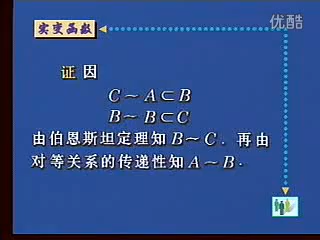 优酷
实变函数
证 因
C ~ A ⊂ B
B ~ B ⊂ C
由伯恩斯坦定理知 B ~ C . 再由
对等关系的传递性知 A ~ B .